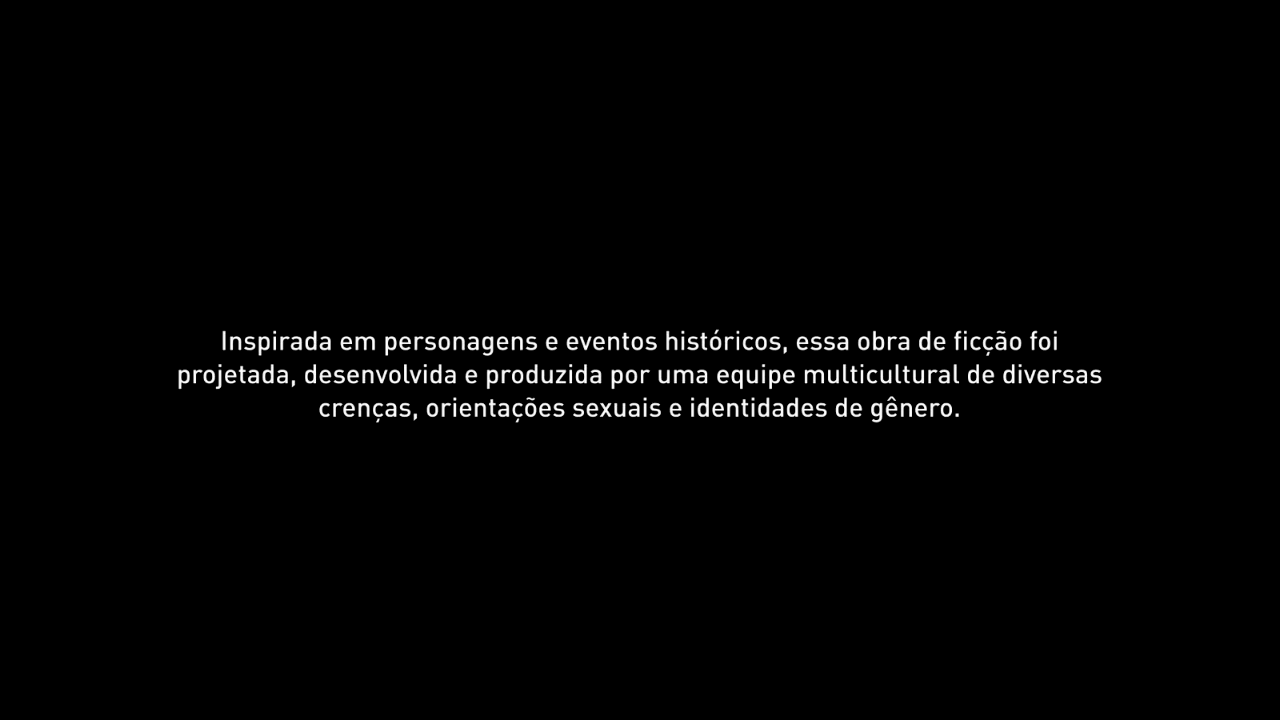 Inspirada em personagens e eventos históricos, essa obra de ficção foi
projetada, desenvolvida e produzida por uma equipe multicultural de diversas
crenças, orientações sexuais e identidades de gênero.